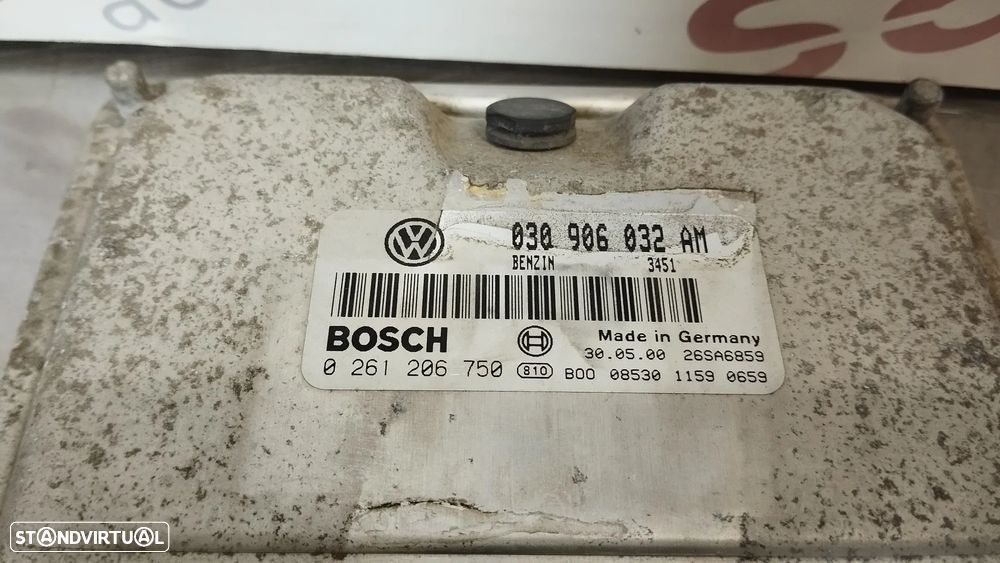 030 906 032 AM
BENZIN 3451
BOSCH Made in Germany
30.05.00 26SA6859
0 261 206 750 810 B00 08530 1159 0659
STANDVIRTUAL